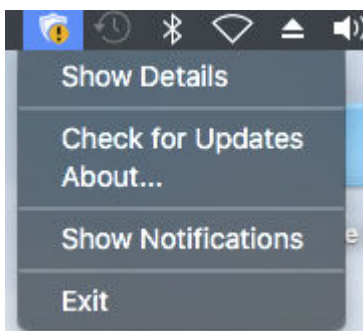 Show Details
Check for Updates
About...
Show Notifications
Exit
e